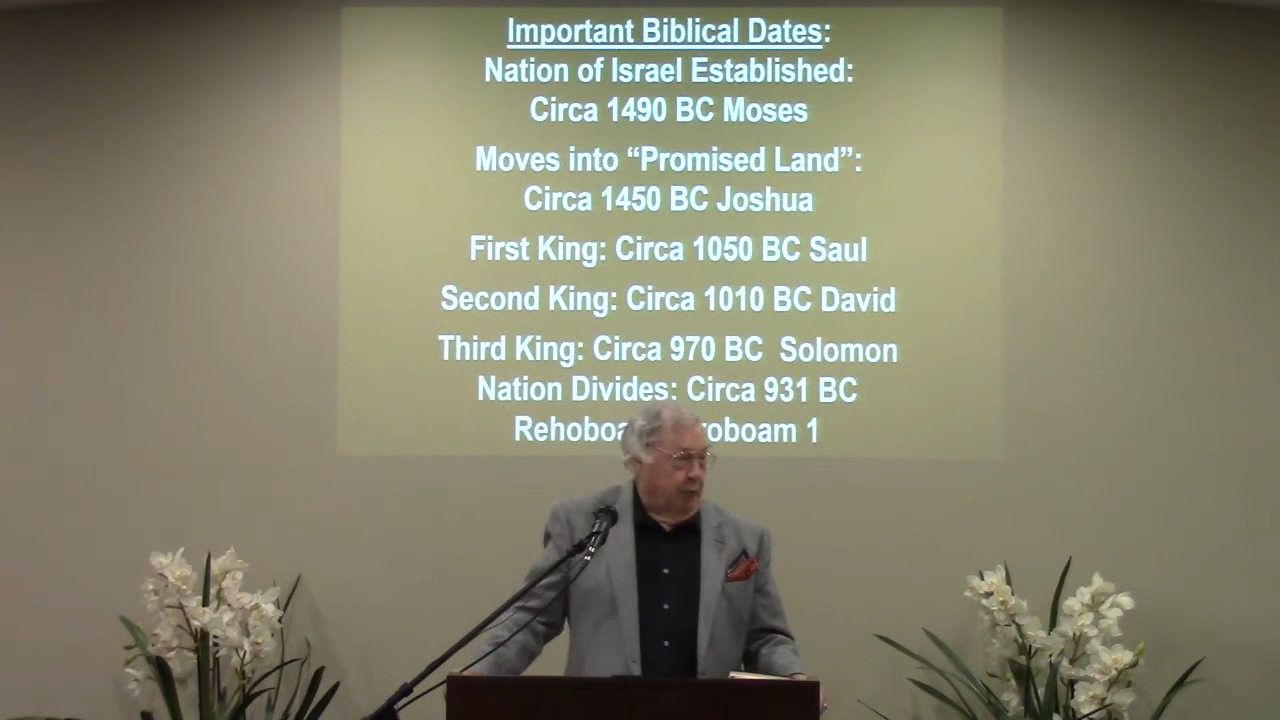 Important Biblical Dates:
Nation of Israel Established:
Circa 1490 BC Moses
Moves into “Promised Land”:
Circa 1450 BC Joshua
First King: Circa 1050 BC Saul
Second King: Circa 1010 BC David
Third King: Circa 970 BC Solomon
Nation Divides: Circa 931 BC
1